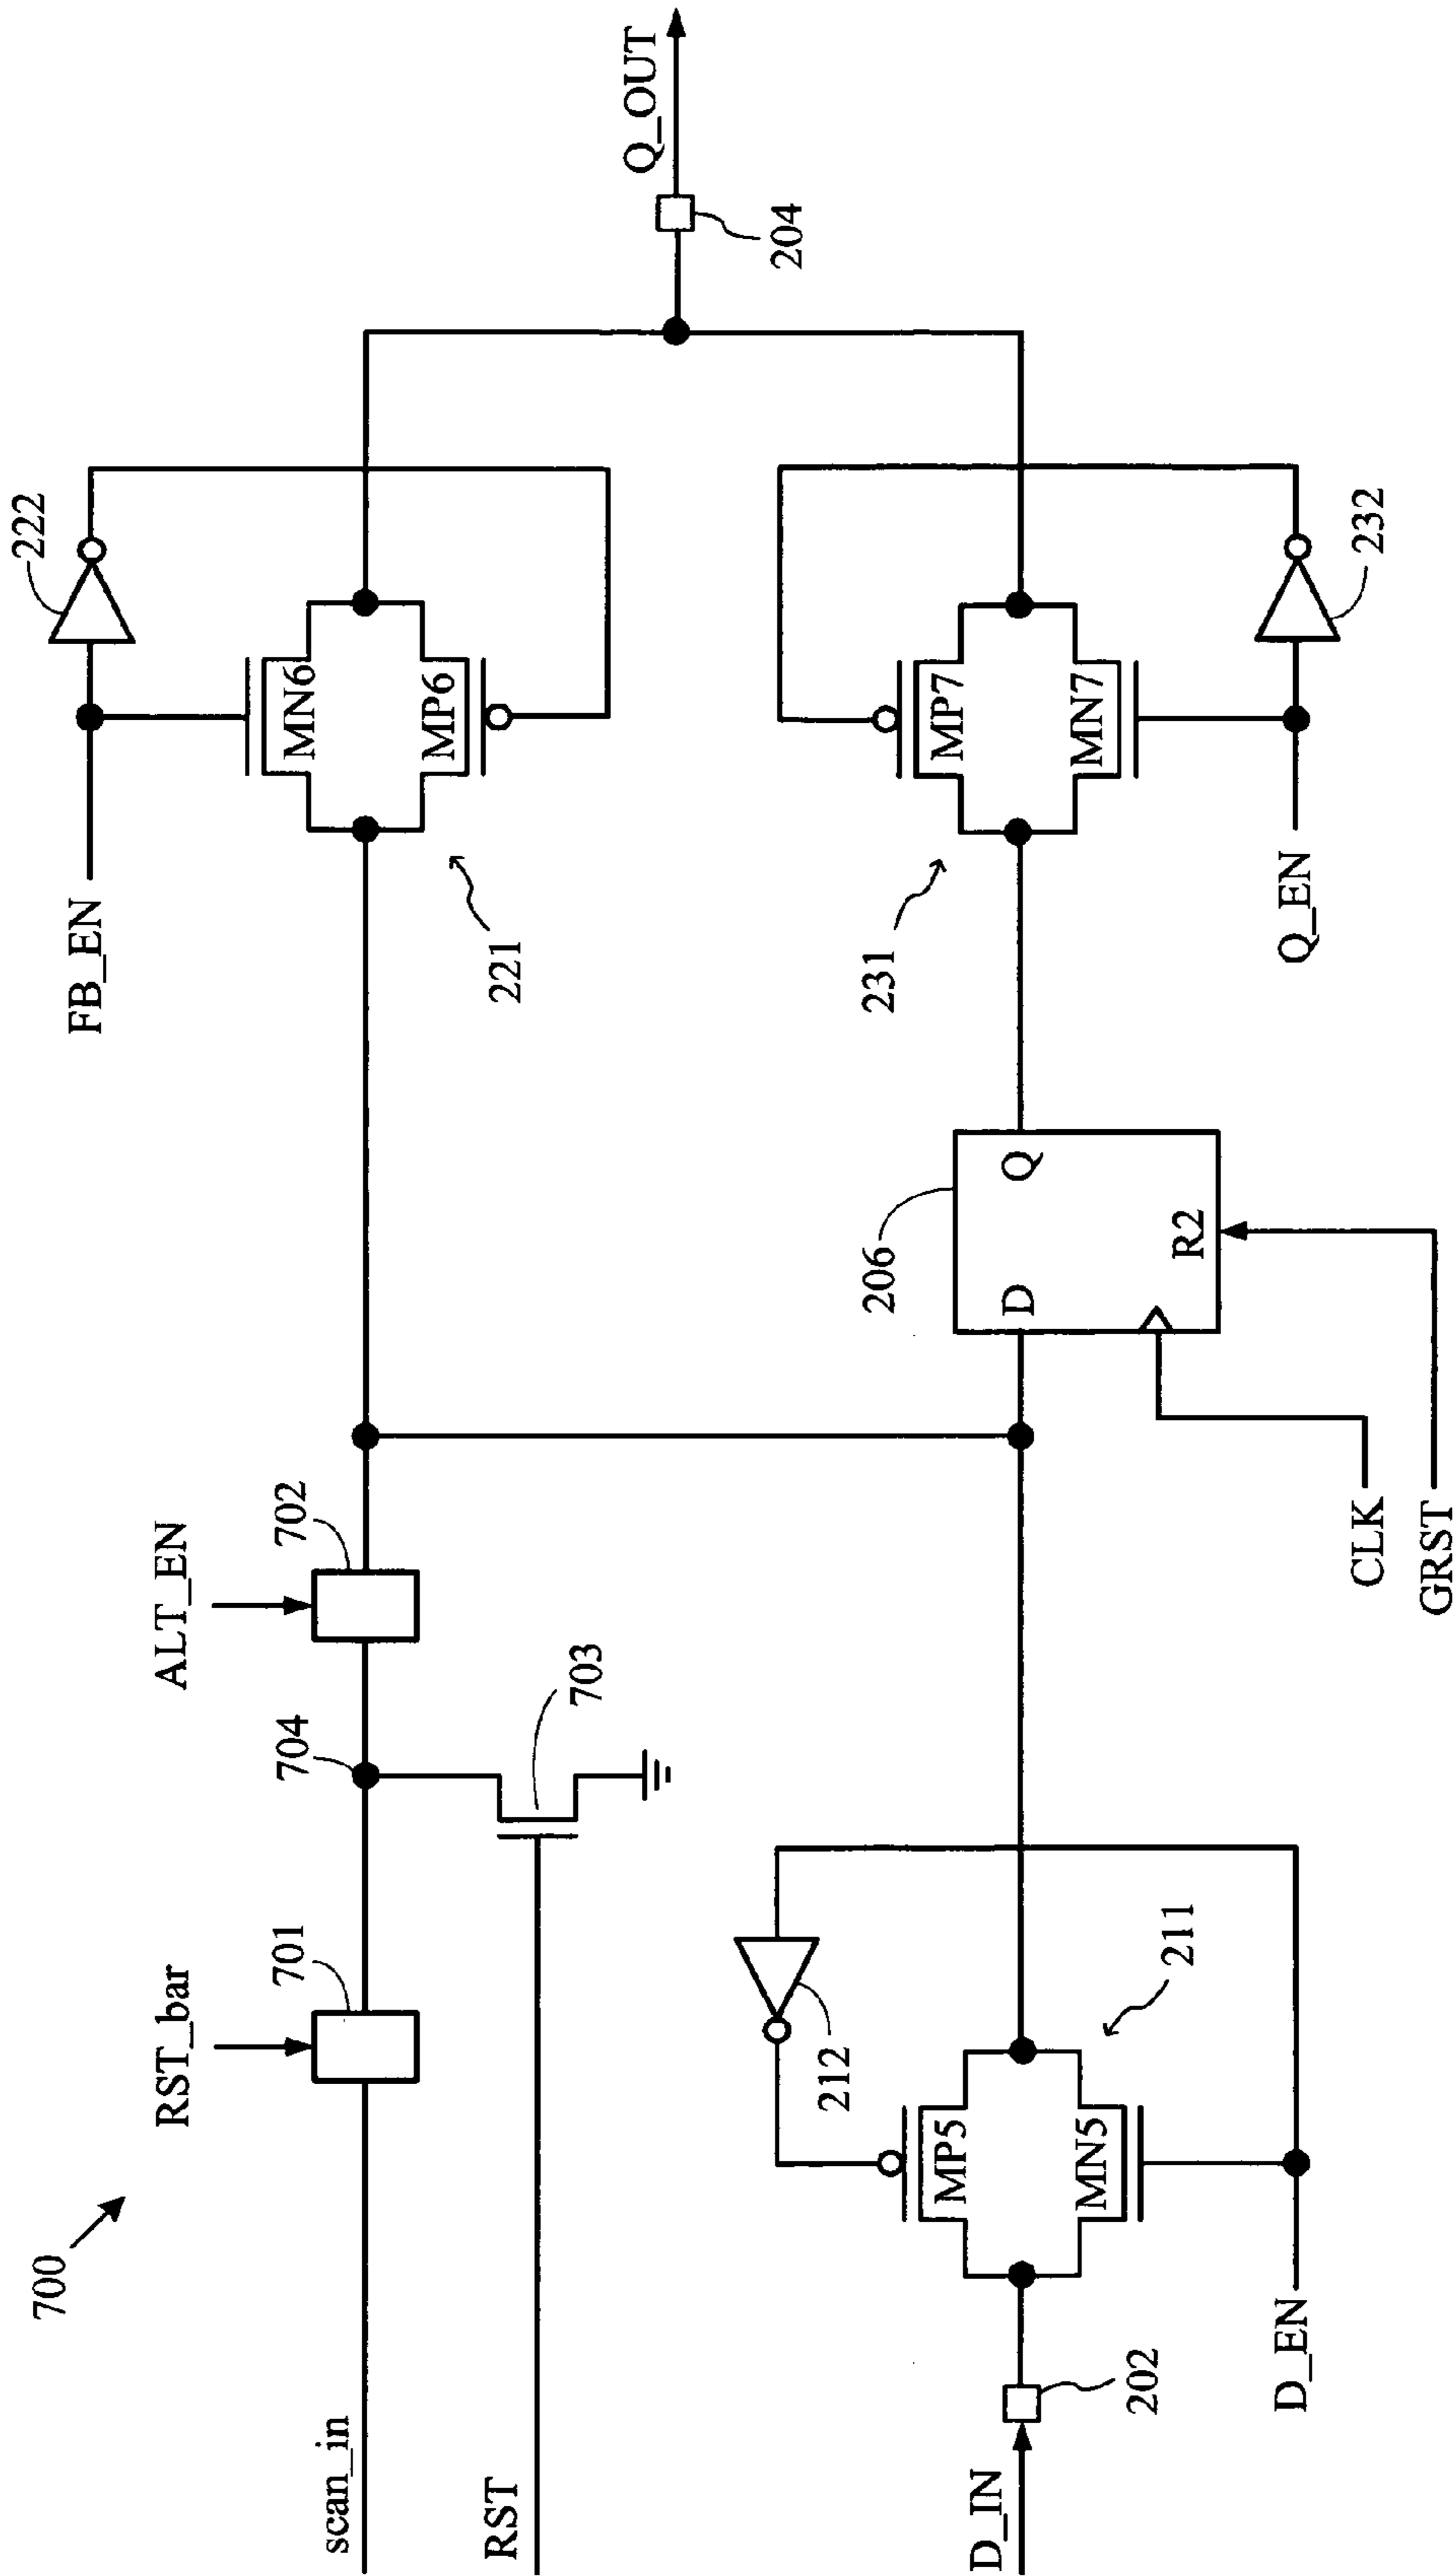 700
RST_bar
ALT_EN
FB_EN
222
701
704
702
scan_in
MN6
MP6
221
Q_OUT
204
RST
703
D_IN
202
212
MP5
MN5
211
D_EN
206
D
Q
R2
CLK
GRST
231
MP7
MN7
Q_EN
232